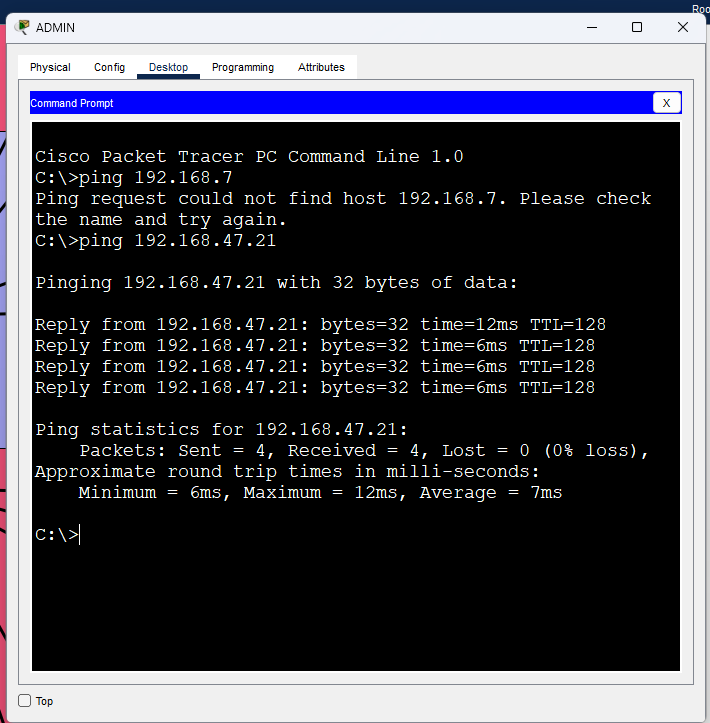 Roo
ADMIN
Physical Config Desktop Programming Attributes
Command Prompt
X
Cisco Packet Tracer PC Command Line 1.0
C:\>ping 192.168.7
Ping request could not find host 192.168.7. Please check
the name and try again.
C:\>ping 192.168.47.21
Pinging 192.168.47.21 with 32 bytes of data:
Reply from 192.168.47.21: bytes=32 time=12ms TTL=128
Reply from 192.168.47.21: bytes=32 time=6ms TTL=128
Reply from 192.168.47.21: bytes=32 time=6ms TTL=128
Reply from 192.168.47.21: bytes=32 time=6ms TTL=128
Ping statistics for 192.168.47.21:
Packets: Sent = 4, Received = 4, Lost = 0 (0% loss),
Approximate round trip times in milli-seconds:
Minimum = 6ms, Maximum = 12ms, Average = 7ms
C:\>
Top